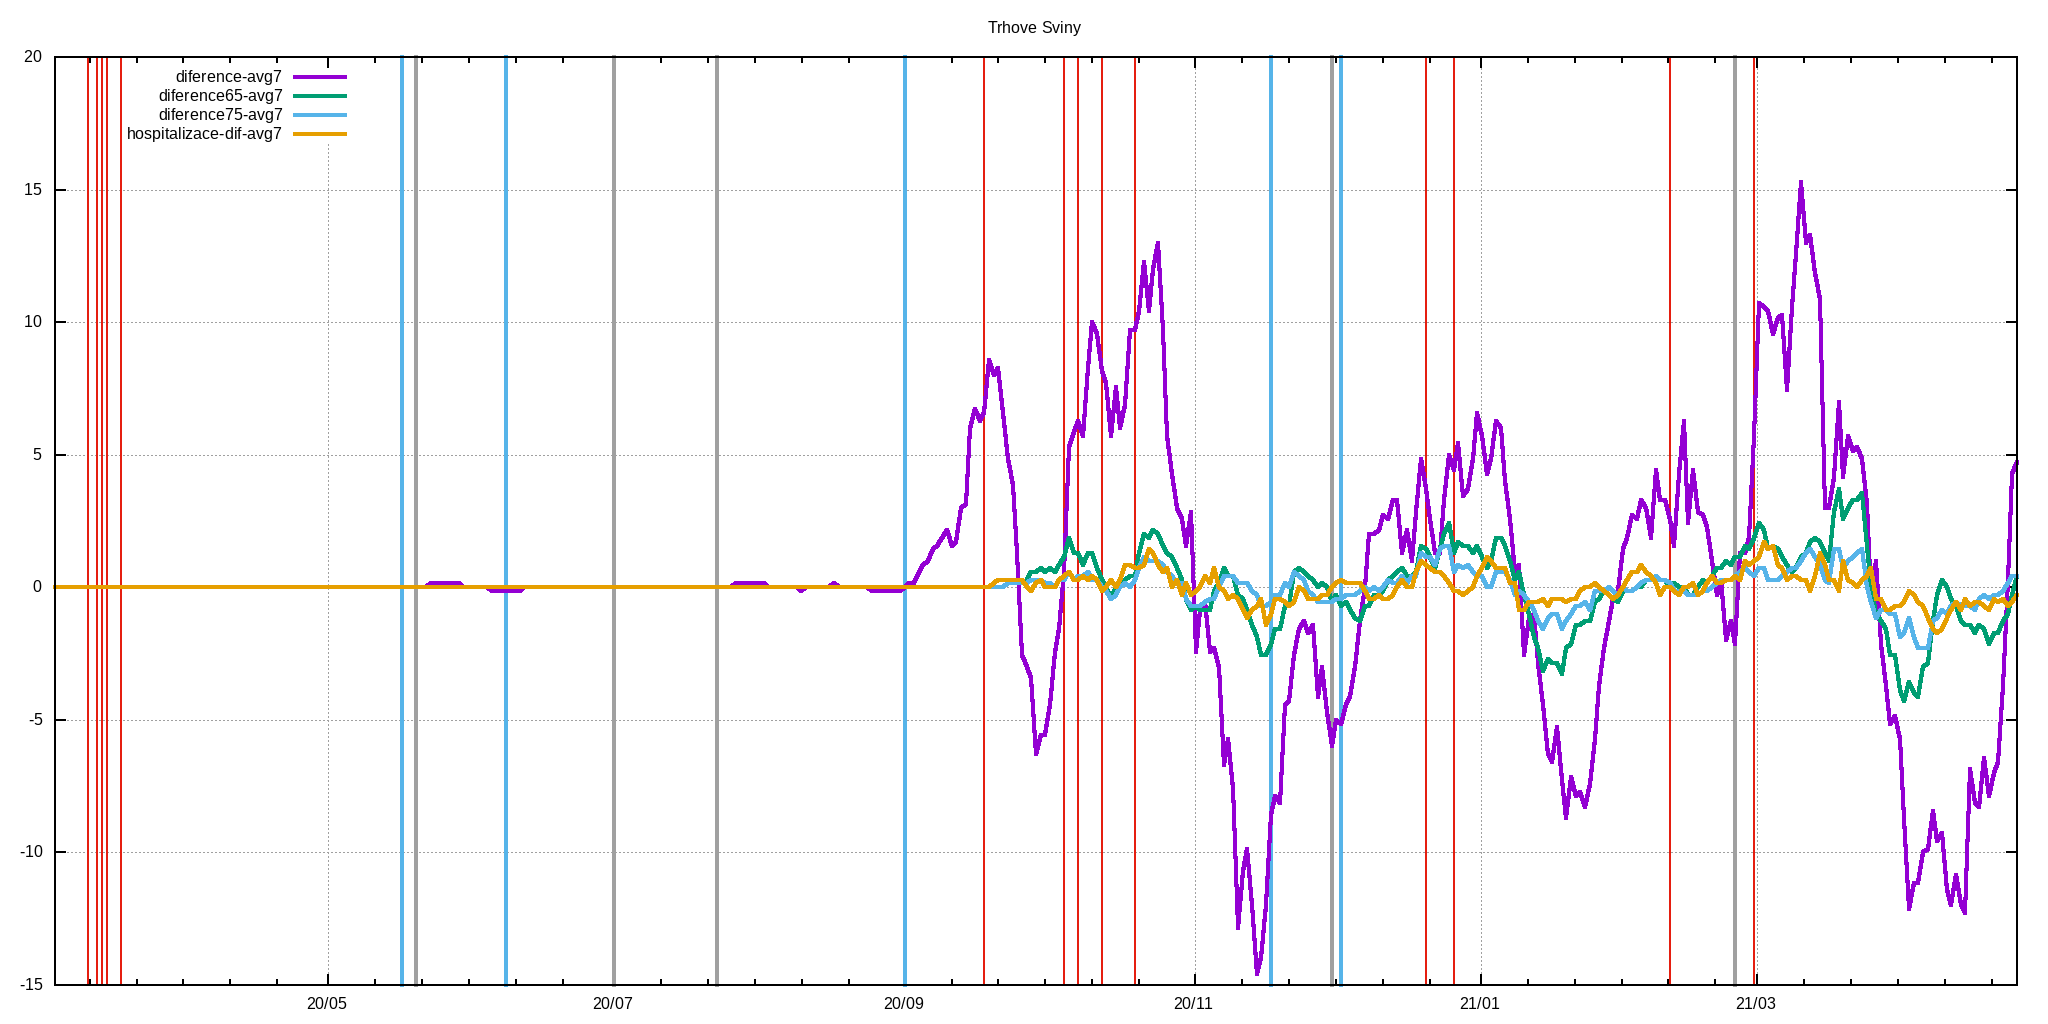 Trhove Sviny
20
diference-avg7
diference65-avg7
diference75-avg7
hospitalizace-dif-avg7
15
10
5
0
-5
-10
-15
20/05 20/07 20/09 20/11 21/01 21/03